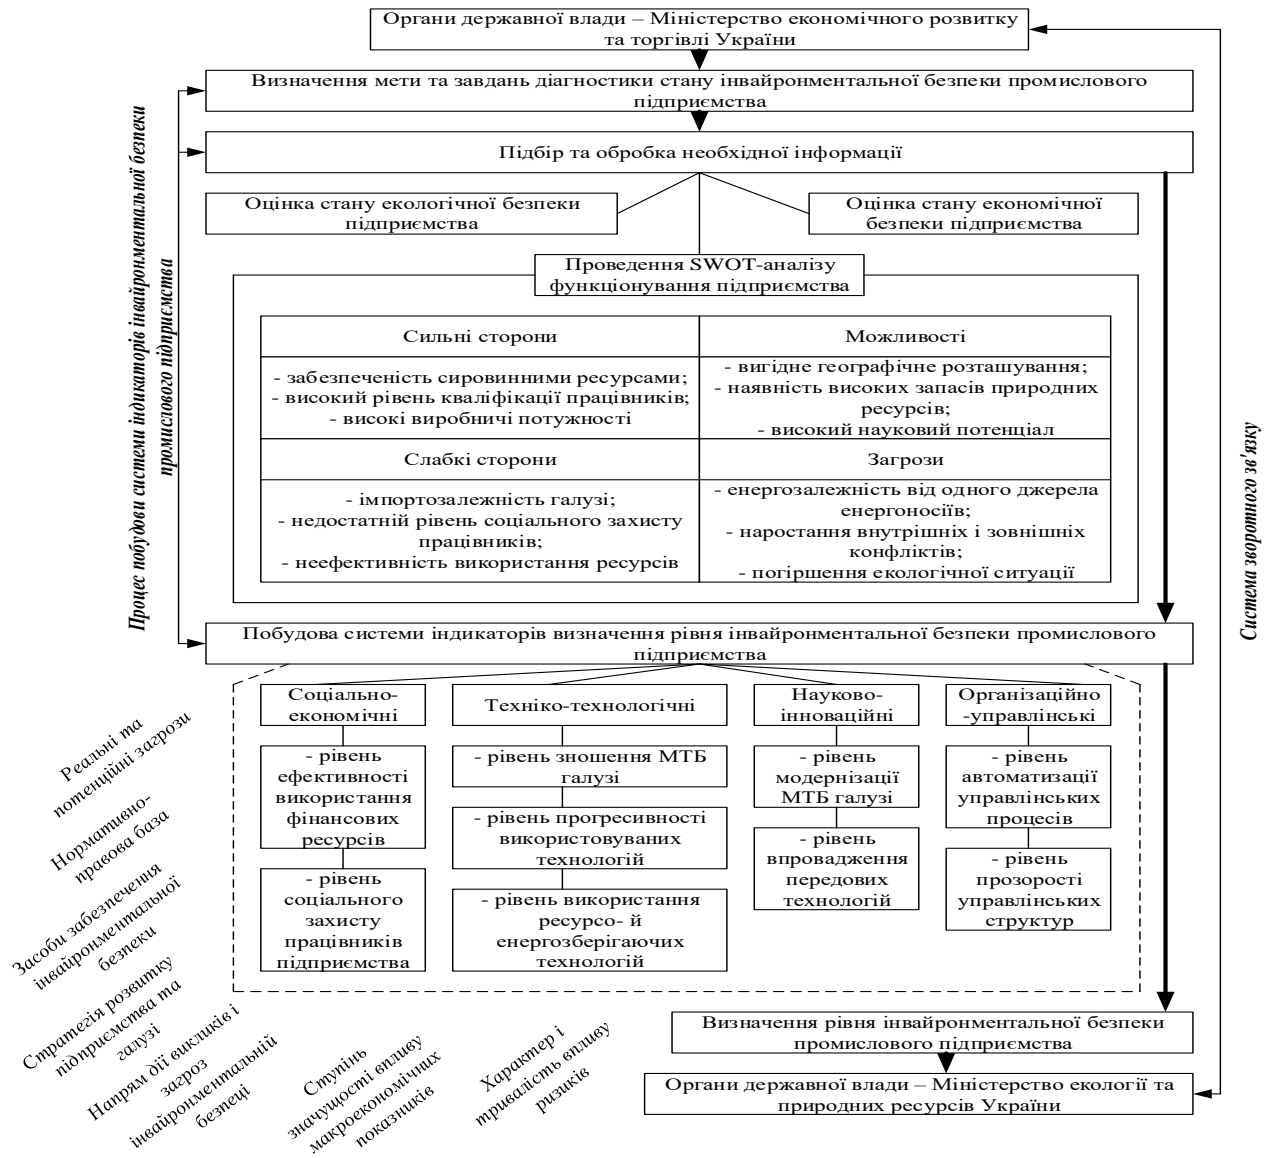 Органи державної влади – Міністерство економічного розвитку
та торгівлі України
Визначення мети та завдань діагностики стану інвайронментальної безпеки промислового
підприємства
Підбір та обробка необхідної інформації
Оцінка стану екологічної безпеки
підприємства
Оцінка стану економічної
безпеки підприємства
Проведення SWOT-аналізу
функціонування підприємства
Сильні сторони
Можливості
- забезпеченість сировинними ресурсами;
- високий рівень кваліфікації працівників;
- високі виробничі потужності
- вигідне географічне розташування;
- наявність високих запасів природних
ресурсів;
- високий науковий потенціал
Слабкі сторони
Загрози
- імпортозалежність галузі;
- недостатній рівень соціального захисту
працівників;
- неефективність використання ресурсів
- енергозалежність від одного джерела
енергоносіїв;
- наростання внутрішніх і зовнішніх
конфліктів;
- погіршення екологічної ситуації
Процес побудови системи індикаторів інвайронментальної безпеки
промислового підприємства
Система зворотного зв'язку
Побудова системи індикаторів визначення рівня інвайронментальної безпеки промислового
підприємства
Соціально-
економічні
- рівень
ефективності
використання
фінансових
ресурсів
- рівень
соціального
захисту
працівників
підприємства
Техніко-технологічні
- рівень зношення МТБ
галузі
- рівень прогресивності
використовуваних
технологій
- рівень використання
ресурсо- й
енергозберігаючих
технологій
Науково-
інноваційні
- рівень
модернізації
МТБ галузі
- рівень
впровадження
передових
технологій
Організаційно
-управлінські
- рівень
автоматизації
управлінських
процесів
- рівень
прозорості
управлінських
структур
Реальні та
потенційні загрози
Нормативно-
правова база
Засоби забезпечення
інвайронментальної
безпеки
Стратегія розвитку
підприємства та
галузі
Напрям дії викликів і
загроз
інвайронментальній
безпеці
Ступінь
значущості впливу
макроекономічних
показників
Характер і
тривалість впливу
ризиків
Визначення рівня інвайронментальної безпеки
промислового підприємства
Органи державної влади – Міністерство екології та
природних ресурсів України